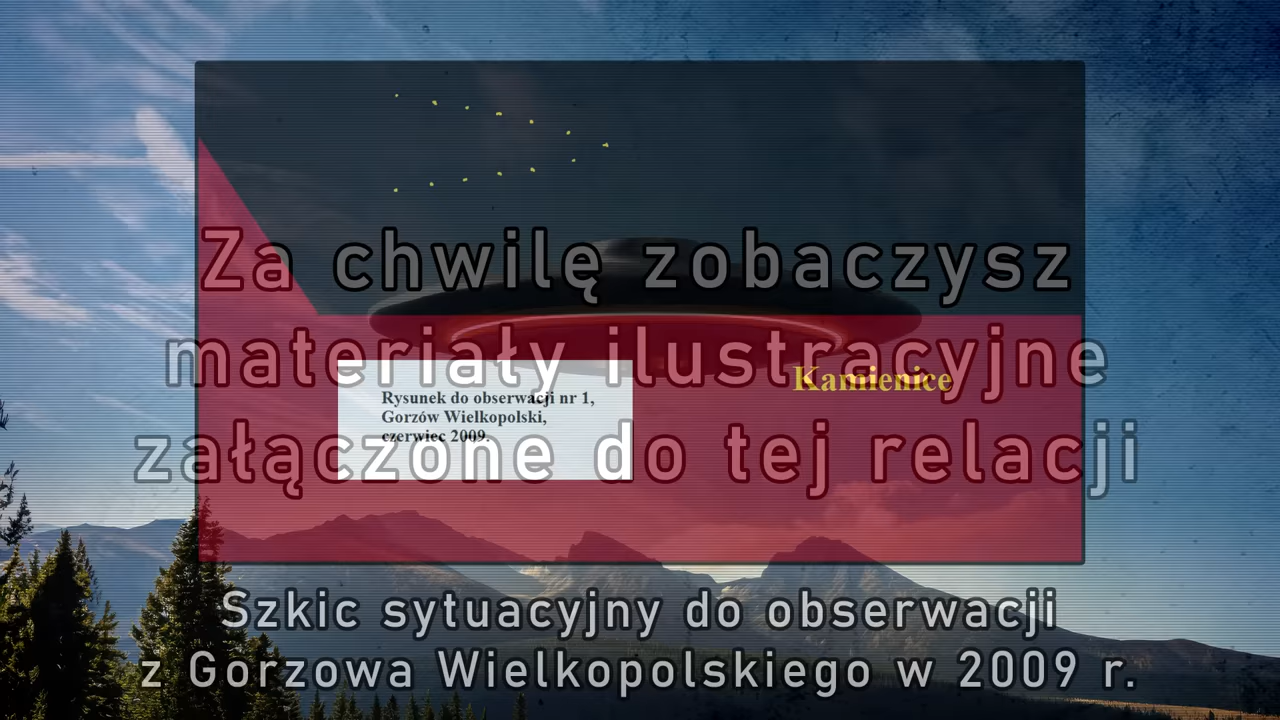 Za chwilę zobaczysz
materiały ilustracyjne
Kamienice
Rysunek do obserwacji nr 1,
Gorzów Wielkopolski,
czerwiec 2009.
załączone do tej relacji
Szkic sytuacyjny do obserwacji
z Gorzowa Wielkopolskiego w 2009 r.